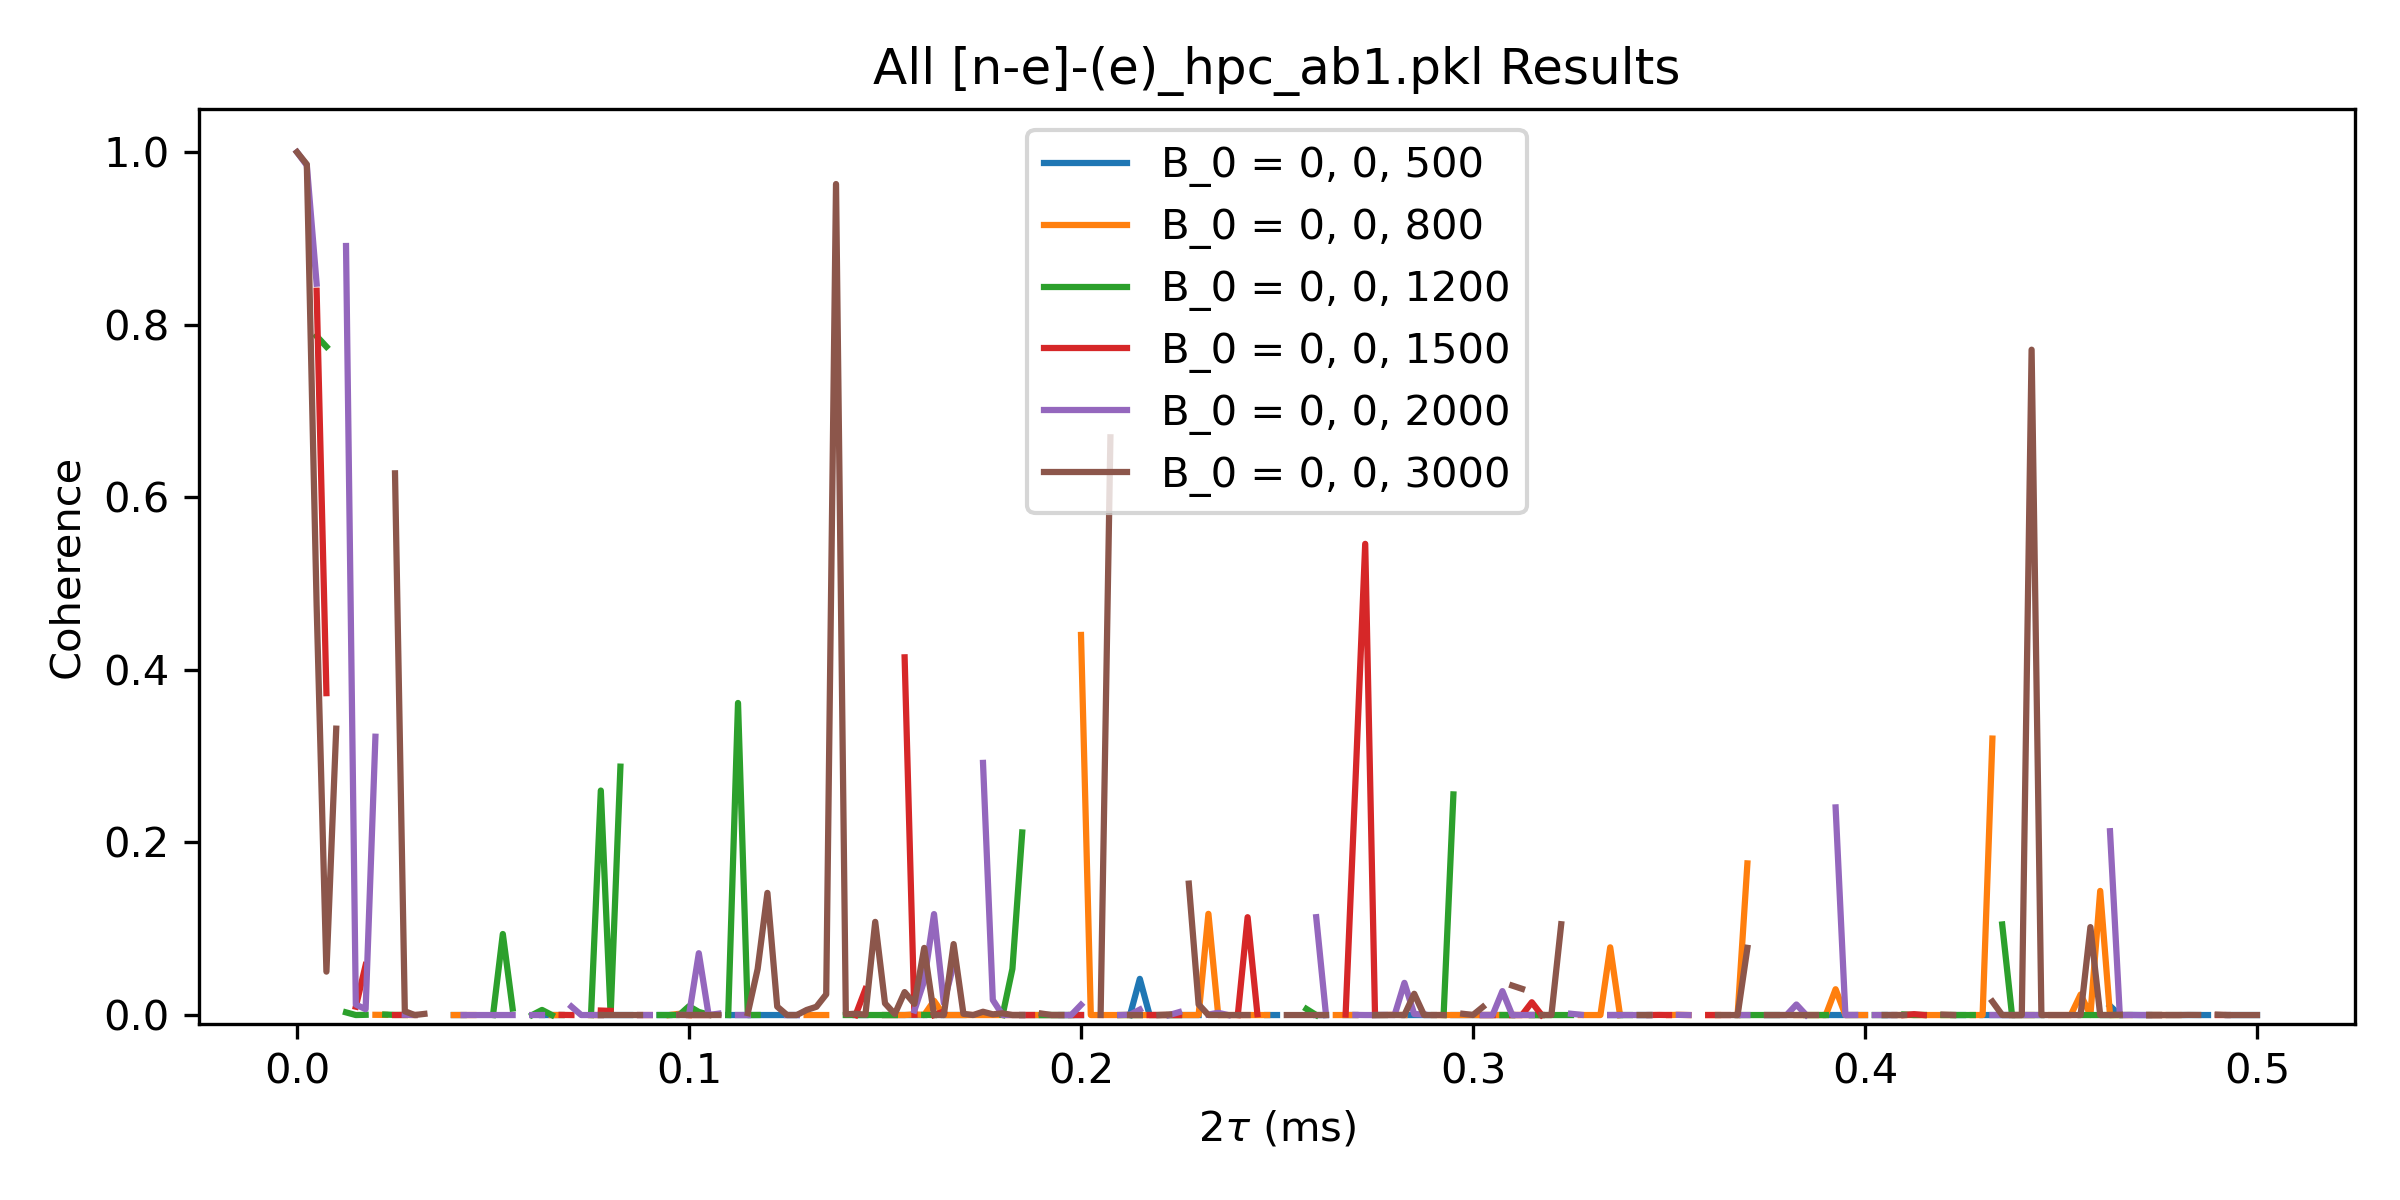 All [n-e]-(e)_hpc_ab1.pkl Results
B_0 = 0, 0, 500
B_0 = 0, 0, 800
B_0 = 0, 0, 1200
B_0 = 0, 0, 1500
B_0 = 0, 0, 2000
B_0 = 0, 0, 3000
Coherence
1.0
0.8
0.6
0.4
0.2
0.0
0.0 0.1 0.2 0.3 0.4 0.5
2τ (ms)